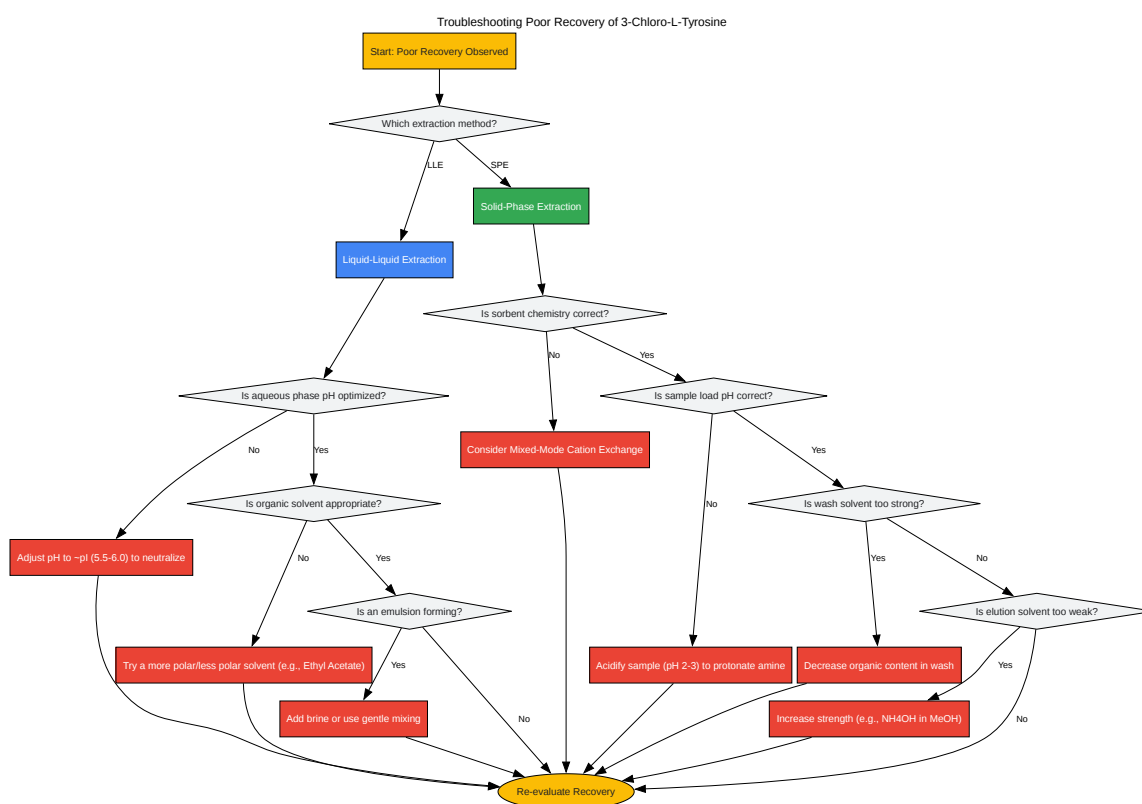 Troubleshooting Poor Recovery of 3-Chloro-L-Tyrosine
Start: Poor Recovery Observed
Which extraction method?
LLE
SPE
Solid-Phase Extraction
Liquid-Liquid Extraction
Is sorbent chemistry correct?
No
Yes
Is aqueous phase pH optimized?
Is sample load pH correct?
No
Yes
Consider Mixed-Mode Cation Exchange
Yes
Is organic solvent appropriate?
No
Is wash solvent too strong?
Adjust pH to ~pI (5.5-6.0) to neutralize
No
Yes
Yes
No
Is an emulsion forming?
Is elution solvent too weak?
Try a more polar/less polar solvent (e.g., Ethyl Acetate)
Yes
Acidify sample (pH 2-3) to protonate amine
Decrease organic content in wash
Yes
Add brine or use gentle mixing
No
Increase strength (e.g., NH4OH in MeOH)
No
Re-evaluate Recovery